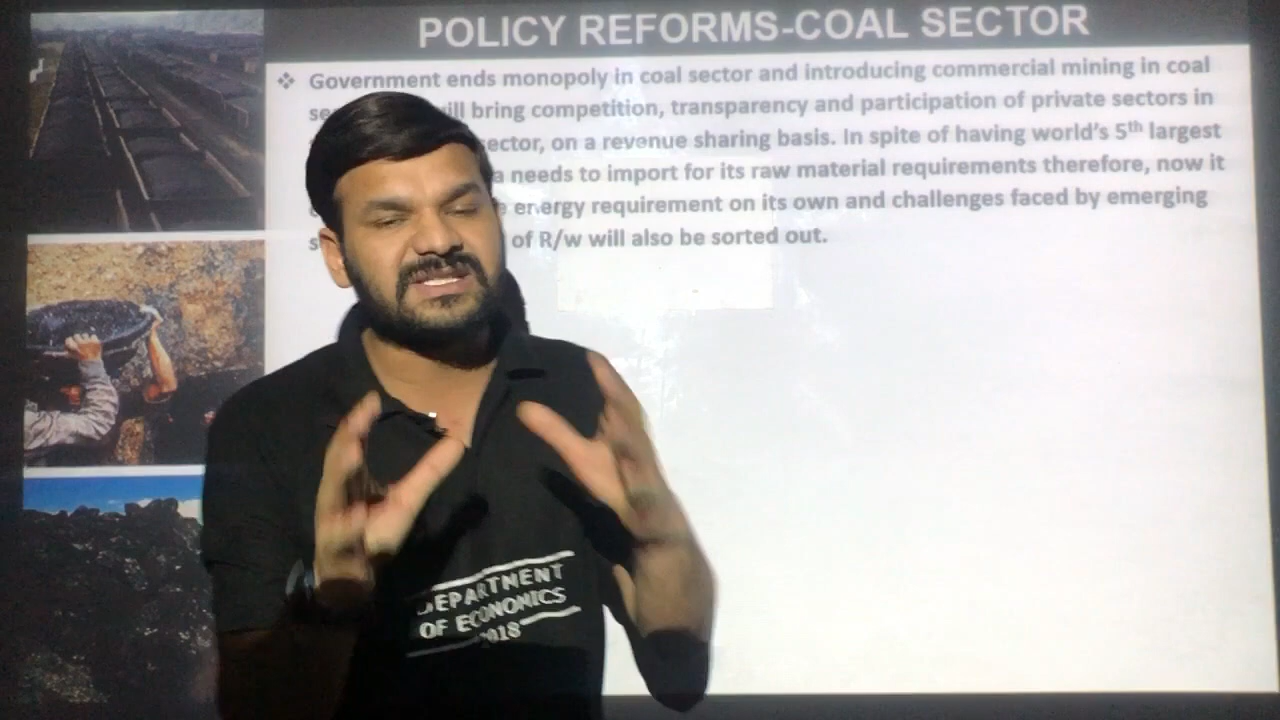 POLICY REFORMS-COAL SECTOR
❖ Government ends monopoly in coal sector and introducing commercial mining in coal
se ill bring competition, transparency and participation of private sectors in
ector, on a revenue sharing basis. In spite of having world's 5th largest
a needs to import for its raw material requirements therefore, now it
energy requirement on its own and challenges faced by emerging
s of R/w will also be sorted out.
DEPARTMENT
OF ECONOMICS
2018